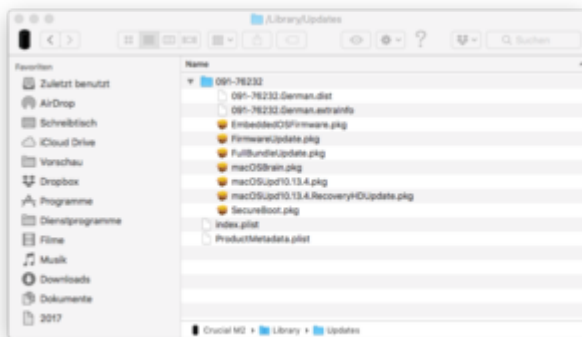 /Library/Updates
Suchen
Favoriten
Zuletzt benutzt
AirDrop
Schreibtisch
iCloud Drive
Vorschau
Dropbox
Programme
Dienstprogramme
Filme
Musik
Downloads
Dokumente
2017
Name
091-76232
091-76232.German.dist
091-76232.German.extrainfo
EmbeddedOSFirmware.pkg
FirmwareUpdate.pkg
FullBundleUpdate.pkg
macOSBrain.pkg
macOSUpd10.13.4.pkg
macOSUpd10.13.4.RecoveryHDUpdate.pkg
SecureBoot.pkg
index.plist
ProductMetadata.plist
Crucial M2 ▸ Library ▸ Updates